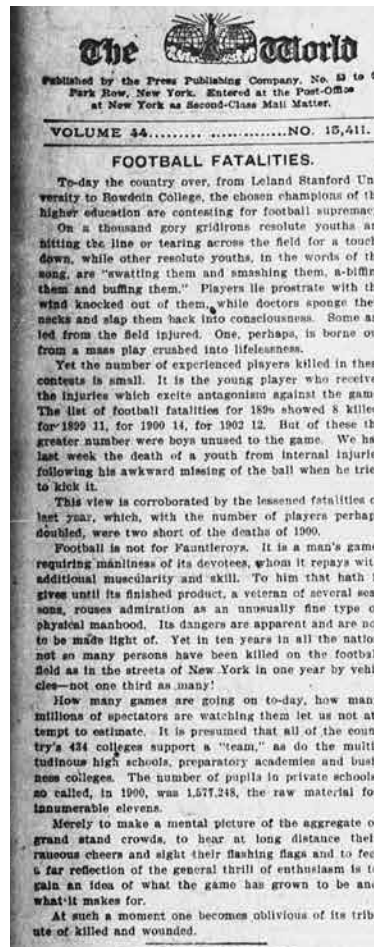 The World
Published by the Press Publishing Company, No. 53 to
Park Row, New York. Entered at the Post-Office
at New York as Second-Class Mail Matter.
VOLUME 44.......................NO. 15,411.
FOOTBALL FATALITIES.
To-day the country over, from Leland Stanford Un
versity to Bowdoin College, the chosen champions of th
higher education are contesting for football supremac
On a thousand gory gridirons resolute youths a
hitting the line or tearing across the field for a touch
down, while other resolute youths, in the words of th
song, are "swatting them and smashing them, a-biffin
them and buffing them." Players lie prostrate with th
wind knocked out of them, while doctors sponge the
necks and slap them back into consciousness. Some a
led from the field injured. One, perhaps, is borne o
from a mass play crushed into lifelessness.
Yet the number of experienced players killed in thes
contests is small. It is the young player who receive
the injuries which excite antagonism against the gam
The list of football fatalities for showed 8 kille
for 1899 11, for 1900 14, for 1902 12. But of these th
greater number were boys unused to the game. We ha
last week the death of a youth from internal injurie
following his awkward missing of the ball when he trie
to kick it.
This view is corroborated by the lessened fatalities o
last year, which, with the number of players perhap
doubled, were two short of the deaths of 1900.
Football is not for Fauntleroys. It is a man's game
requiring manliness of its devotees, whom it repays wit
additional muscularity and skill. To him that hath i
gives until its finished product, a veteran of several sea
sons, rouses admiration as an unusually fine type o
physical manhood. Its dangers are apparent and are no
to be made light of. Yet in ten years in all the natio
not so many persons have been killed on the footbal
field as in the streets of New York in one year by vehi
cles—not one third as many!
How many games are going on to-day, how man
millions of spectators are watching them let us not at
tempt to estimate. It is presumed that all of the coun
try's 434 colleges support a "team," as do the multi
tudinous high schools, preparatory academies and busi
ness colleges. The number of pupils in private schools
so called, in 1900, was 1,577,248, the raw material fo
innumerable elevens.
Merely to make a mental picture of the aggregate o
grand stand crowds, to hear at long distance thei
raucous cheers and sight their flashing flags and to fee
a far reflection of the general thrill of enthusiasm is t
gain an idea of what the game has grown to be an
what it makes for.
At such a moment one becomes oblivious of its trib
ute of killed and wounded.